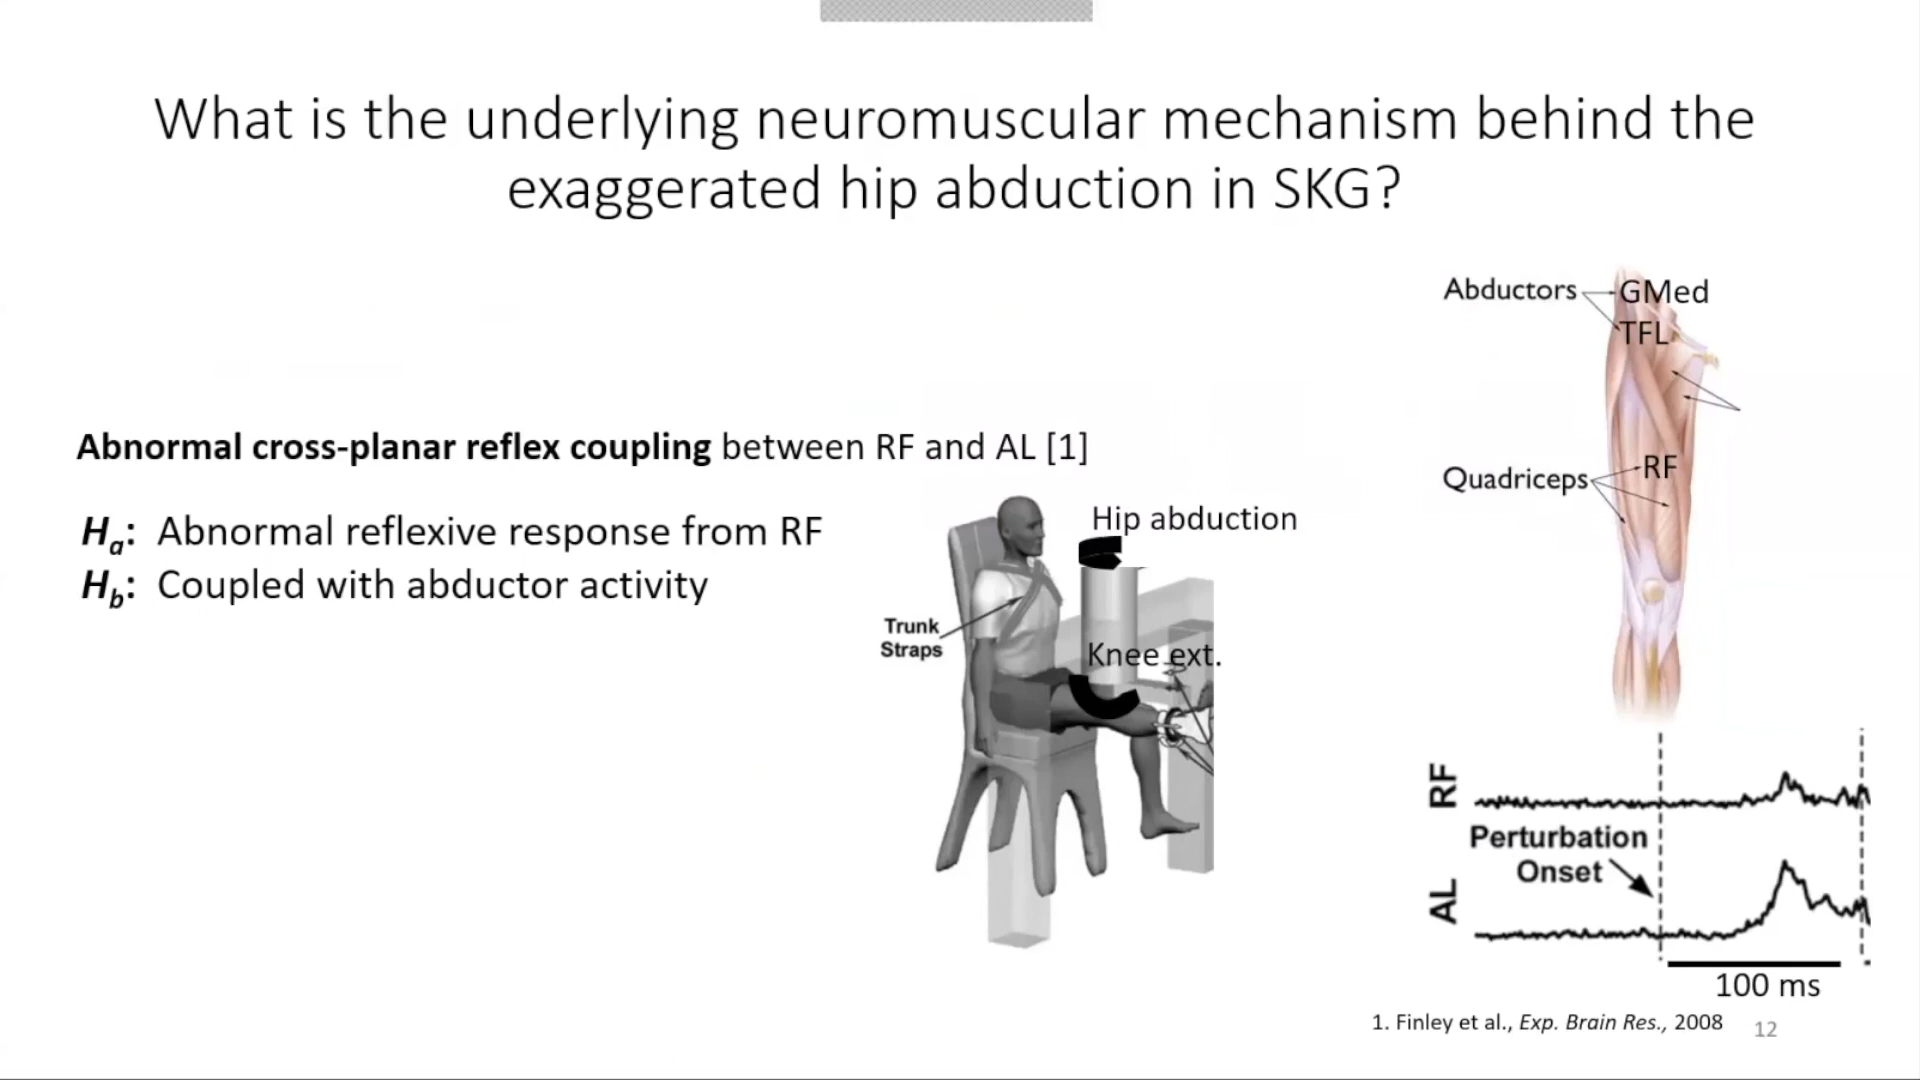 What is the underlying neuromuscular mechanism behind the
exaggerated hip abduction in SKG?
Abductors
GMed
TFL
Abnormal cross-planar reflex coupling between RF and AL [1]
Quadriceps
RF
Ha: Abnormal reflexive response from RF
Hb: Coupled with abductor activity
Hip abduction
Trunk
Straps
Knee ext.
RF
Perturbation
Onset
AL
100 ms
1. Finley et al., Exp. Brain Res., 2008
12